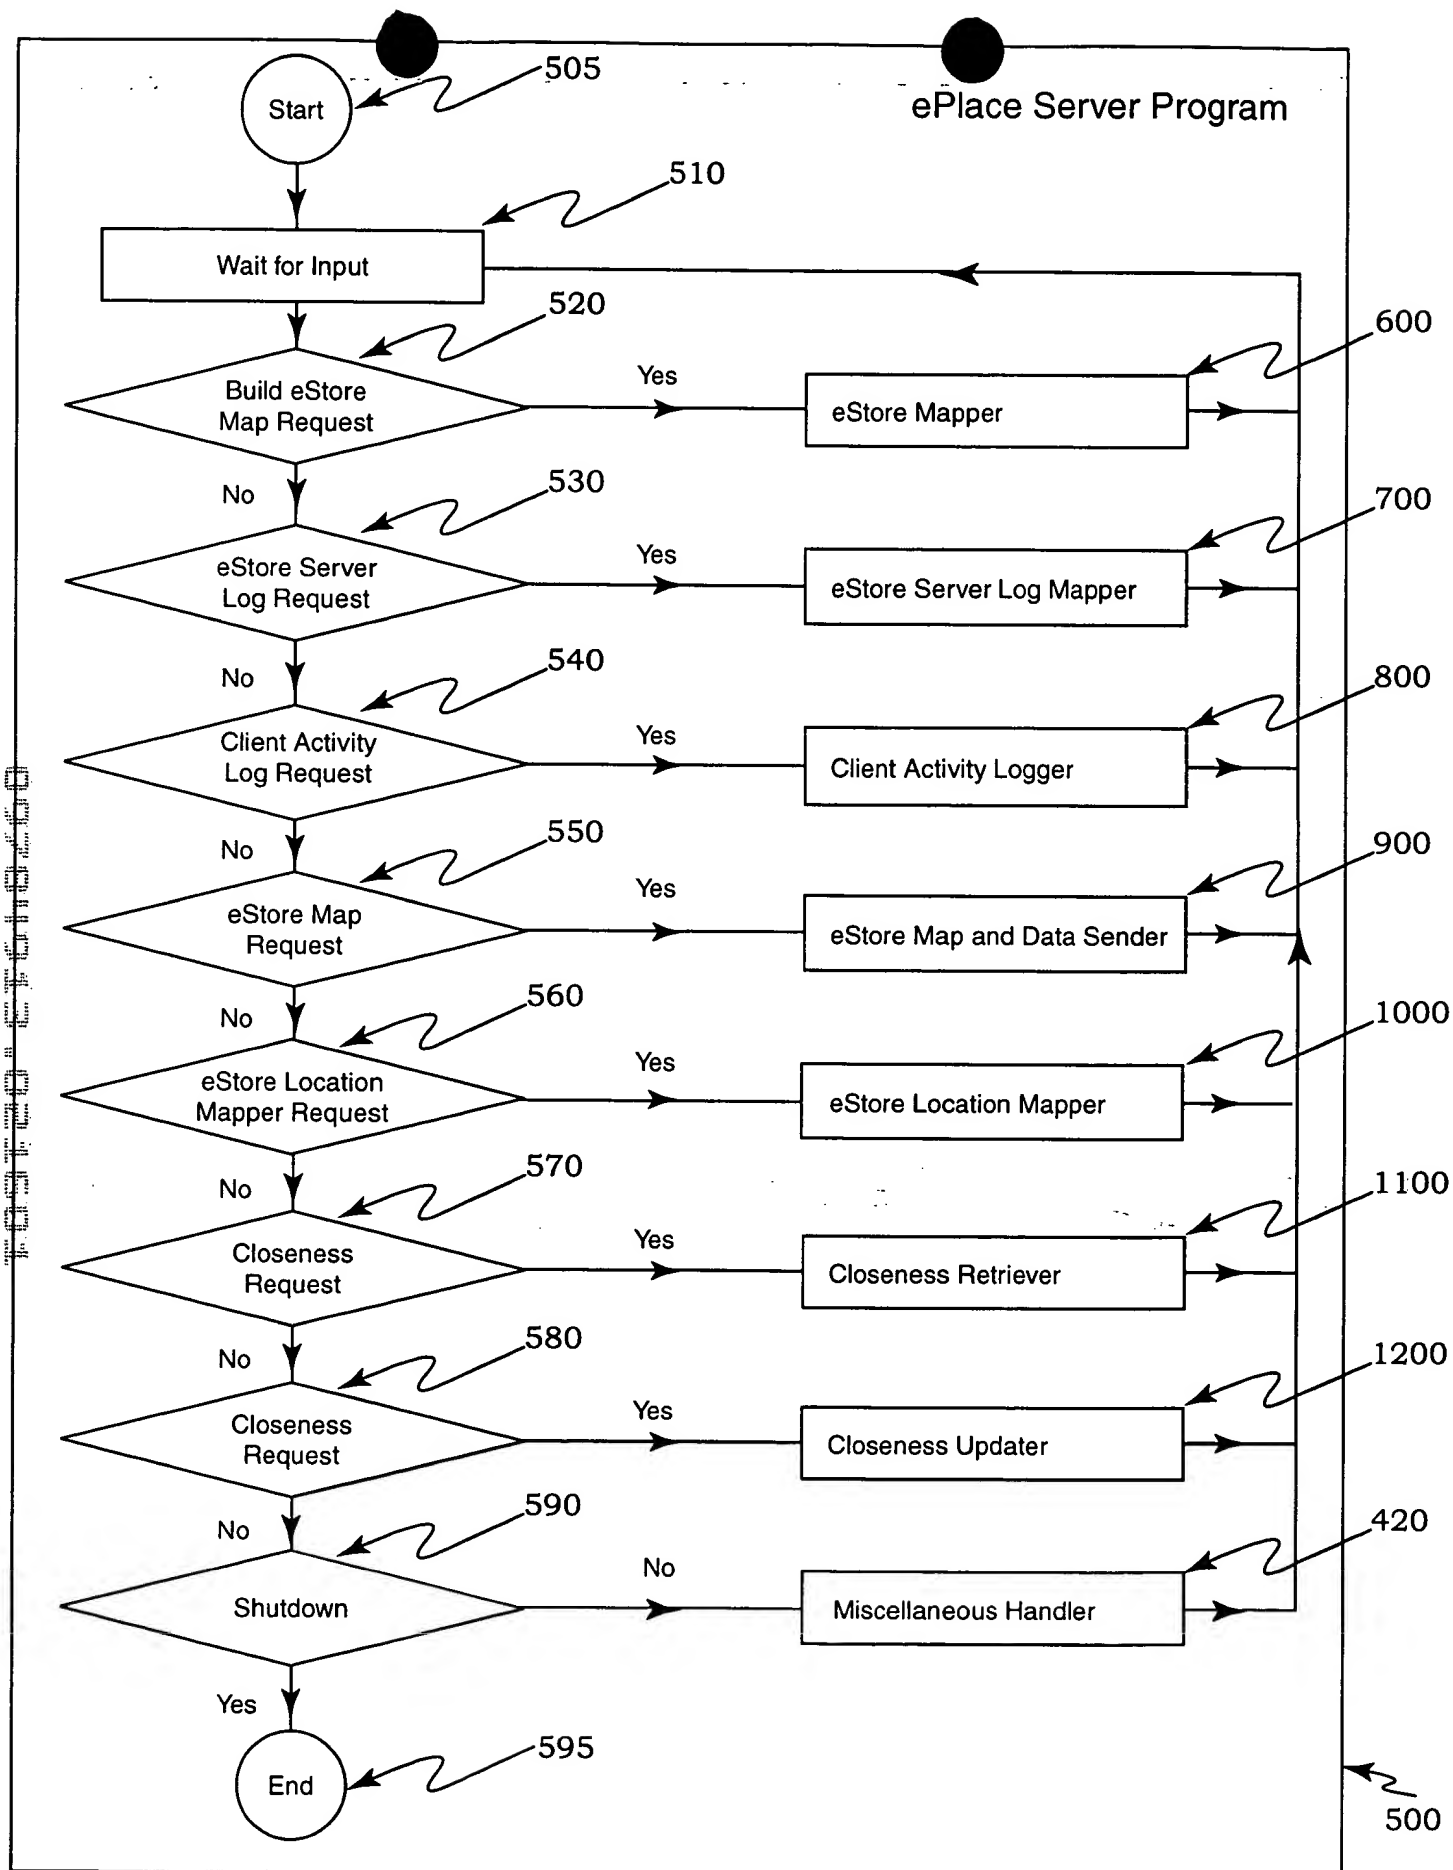 505
Start
ePlace Server Program
510
Wait for Input
520
600
Build eStore
Map Request
Yes
eStore Mapper
No
530
700
eStore Server
Log Request
Yes
eStore Server Log Mapper
No
540
800
Client Activity
Log Request
Yes
Client Activity Logger
No
550
900
eStore Map
Request
Yes
eStore Map and Data Sender
No
560
1000
eStore Location
Mapper Request
Yes
eStore Location Mapper
No
570
1100
Closeness
Request
Yes
Closeness Retriever
No
580
1200
Closeness
Request
Yes
Closeness Updater
No
590
420
Shutdown
No
Miscellaneous Handler
Yes
595
End
500